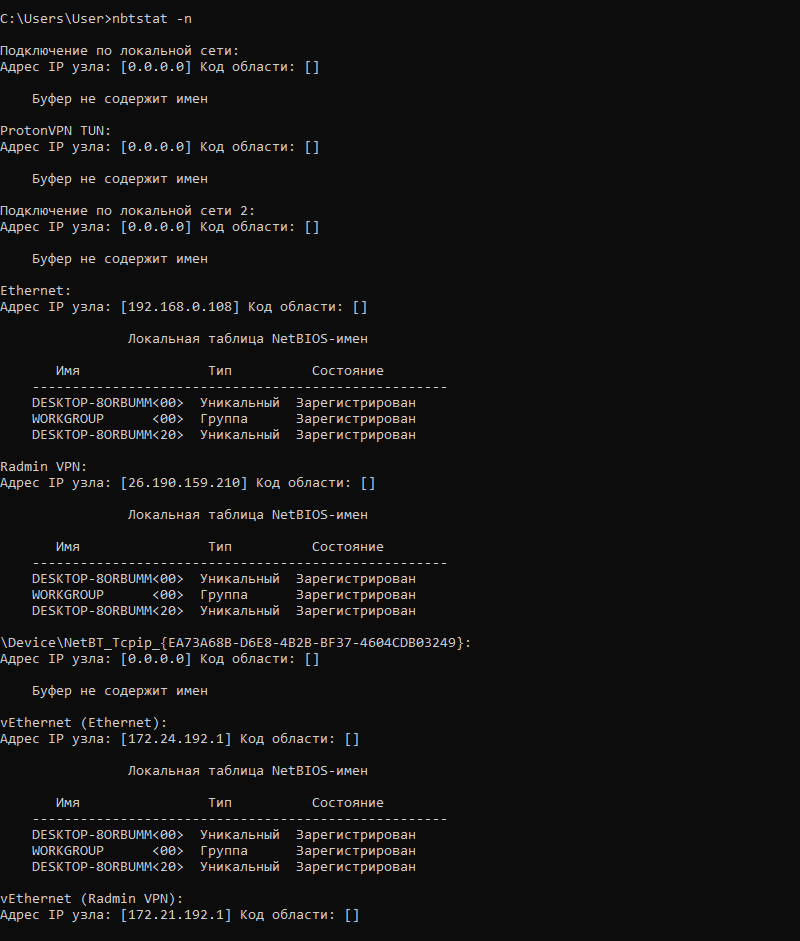 C:\Users\User>nbtstat -n
Подключение по локальной сети:
Адрес IP узла: [0.0.0.0] Код области: []
Буфер не содержит имен
ProtonVPN TUN:
Адрес IP узла: [0.0.0.0] Код области: []
Буфер не содержит имен
Подключение по локальной сети 2:
Адрес IP узла: [0.0.0.0] Код области: []
Буфер не содержит имен
Ethernet:
Адрес IP узла: [192.168.0.108] Код области: []
Локальная таблица NetBIOS-имен
Имя Тип Состояние
----------------------------------------------------
DESKTOP-8ORBUMM<00> Уникальный Зарегистрирован
WORKGROUP <00> Группа Зарегистрирован
DESKTOP-8ORBUMM<20> Уникальный Зарегистрирован
Radmin VPN:
Адрес IP узла: [26.190.159.210] Код области: []
Локальная таблица NetBIOS-имен
Имя Тип Состояние
----------------------------------------------------
DESKTOP-8ORBUMM<00> Уникальный Зарегистрирован
WORKGROUP <00> Группа Зарегистрирован
DESKTOP-8ORBUMM<20> Уникальный Зарегистрирован
\Device\NetBT_Tcpip_{EA73A68B-D6E8-4B2B-BF37-4604CDB03249}:
Адрес IP узла: [0.0.0.0] Код области: []
Буфер не содержит имен
vEthernet (Ethernet):
Адрес IP узла: [172.24.192.1] Код области: []
Локальная таблица NetBIOS-имен
Имя Тип Состояние
----------------------------------------------------
DESKTOP-8ORBUMM<00> Уникальный Зарегистрирован
WORKGROUP <00> Группа Зарегистрирован
DESKTOP-8ORBUMM<20> Уникальный Зарегистрирован
vEthernet (Radmin VPN):
Адрес IP узла: [172.21.192.1] Код области: []